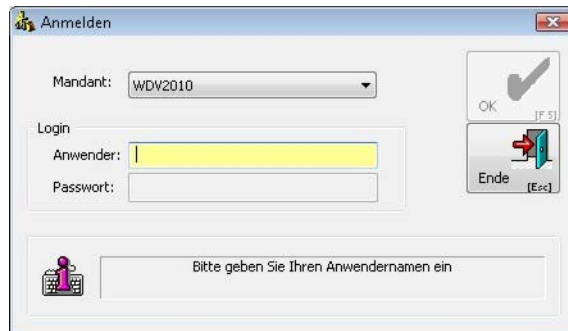 Anmelden
Mandant: WDV2010
OK [F 5]
Login
Anwender:
Passwort:
Ende [Esc]
Bitte geben Sie Ihren Anwendernamen ein